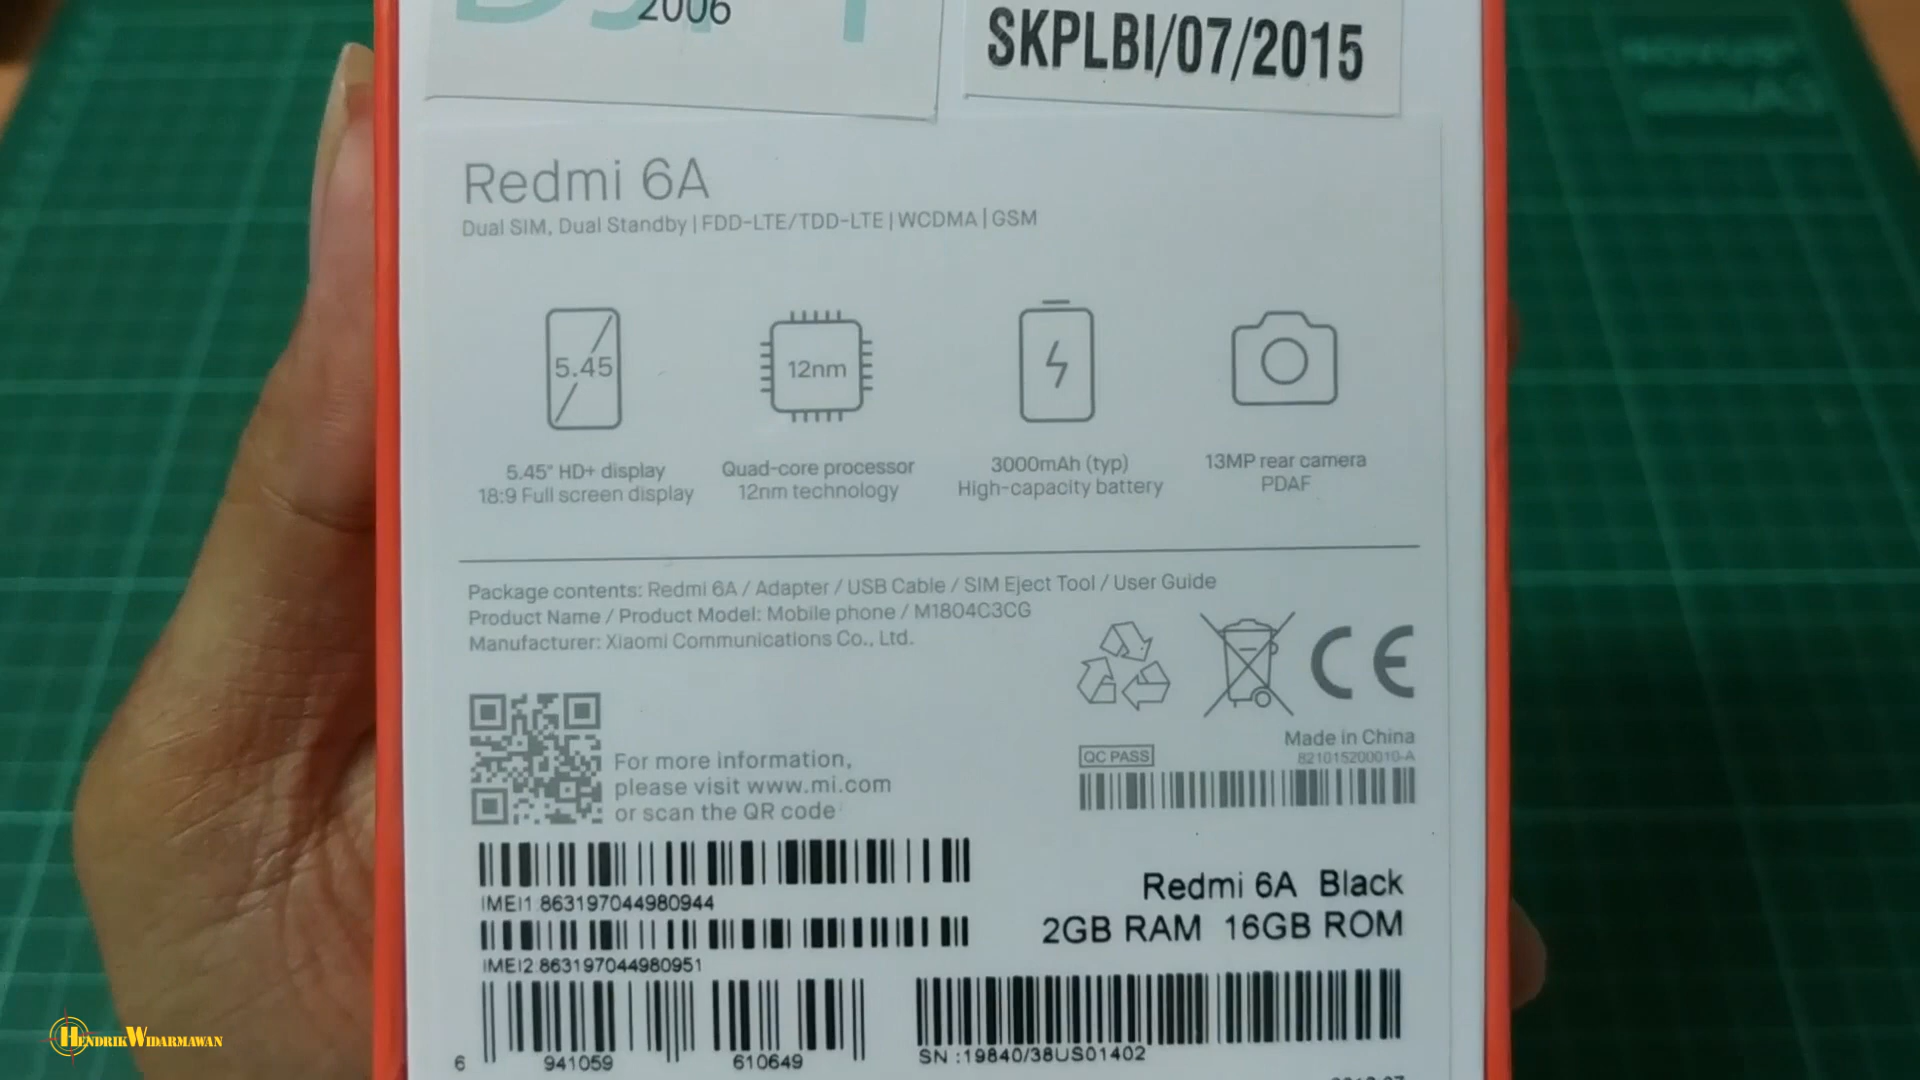 2006
SKPLBI/07/2015
Redmi 6A
Dual SIM, Dual Standby | FDD-LTE/TDD-LTE | WCDMA | GSM
5.45
12nm
5.45" HD+ display
18:9 Full screen display
Quad-core processor
12nm technology
3000mAh (typ)
High-capacity battery
13MP rear camera
PDAF
Package contents: Redmi 6A / Adapter / USB Cable / SIM Eject Tool / User Guide
Product Name / Product Model: Mobile phone / M1804C3CG
Manufacturer: Xiaomi Communications Co., Ltd.
CE
For more information,
please visit www.mi.com
or scan the QR code
Made in China
QC PASS
821015200010-A
IMEI1:863197044980944
IMEI2:863197044980951
Redmi 6A Black
2GB RAM 16GB ROM
6 941059 610649
SN :19840/38US01402
HENDRIK WIDARMAWAN